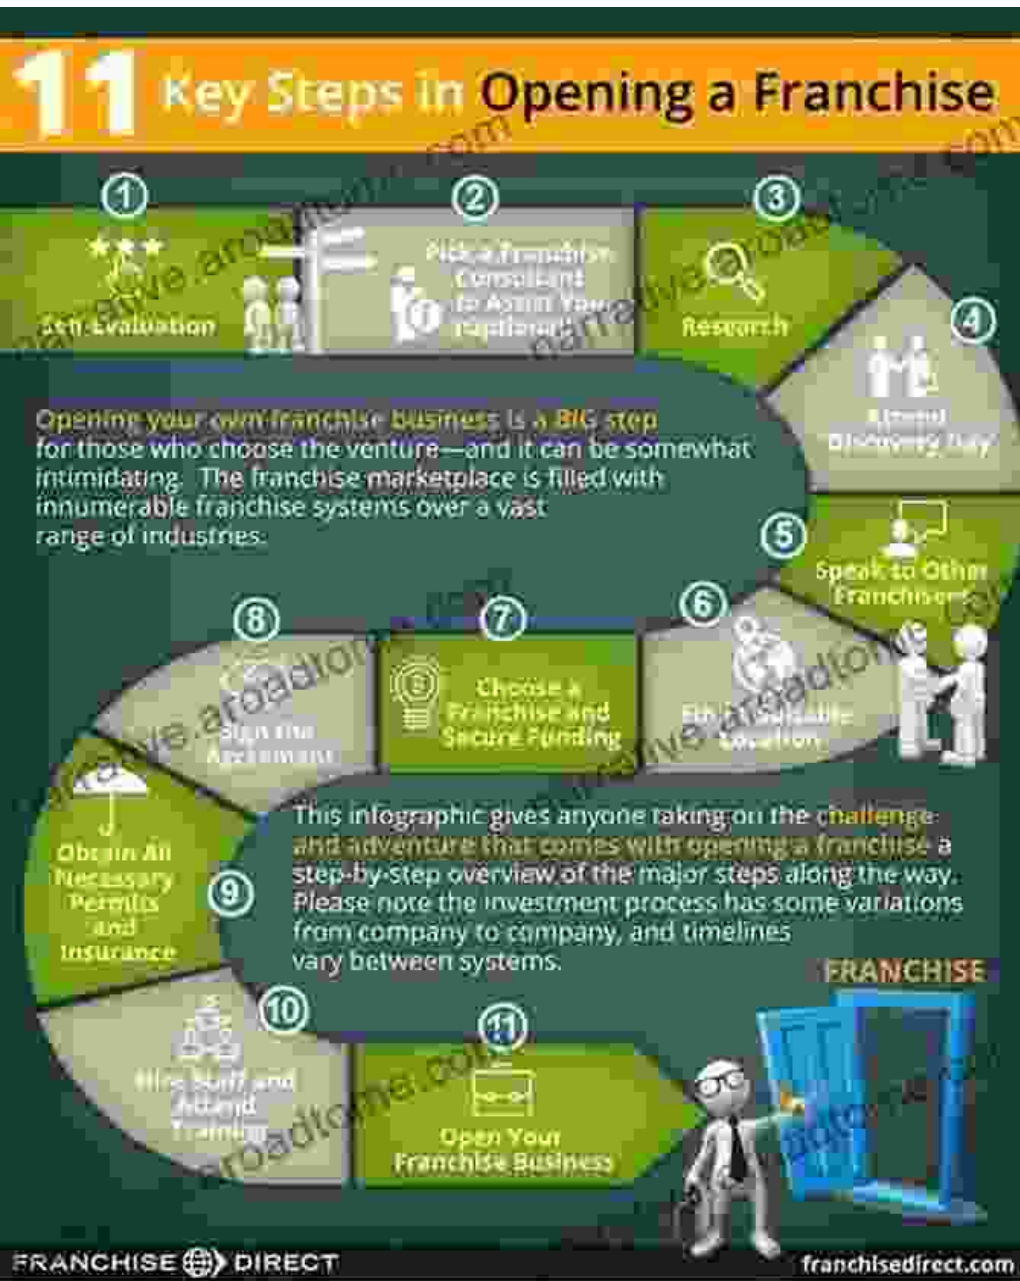 11 Key Steps in Opening a Franchise
1
Self-Evaluation
2
Pick a Franchise
Consultant
to Assist You
(optional)
3
Research
4
Attend
Discovery Day
5
Speak to Other
Franchisees
Opening your own franchise business is a BIG step
for those who choose the venture—and it can be somewhat
intimidating. The franchise marketplace is filled with
innumerable franchise systems over a vast
range of industries.
6
Suitable
Location
7
Choose a
Franchise and
Secure Funding
8
Sign the
Agreement
9
Obtain All
Necessary
Permits
and
Insurance
This infographic gives anyone taking on the challenge
and adventure that comes with opening a franchise a
step-by-step overview of the major steps along the way.
Please note the investment process has some variations
from company to company, and timelines
vary between systems.
10
Hire Staff and
Attend
Training
11
Open Your
Franchise Business
FRANCHISE
FRANCHISE DIRECT
franchisedirect.com
narrative.aroadtome.com